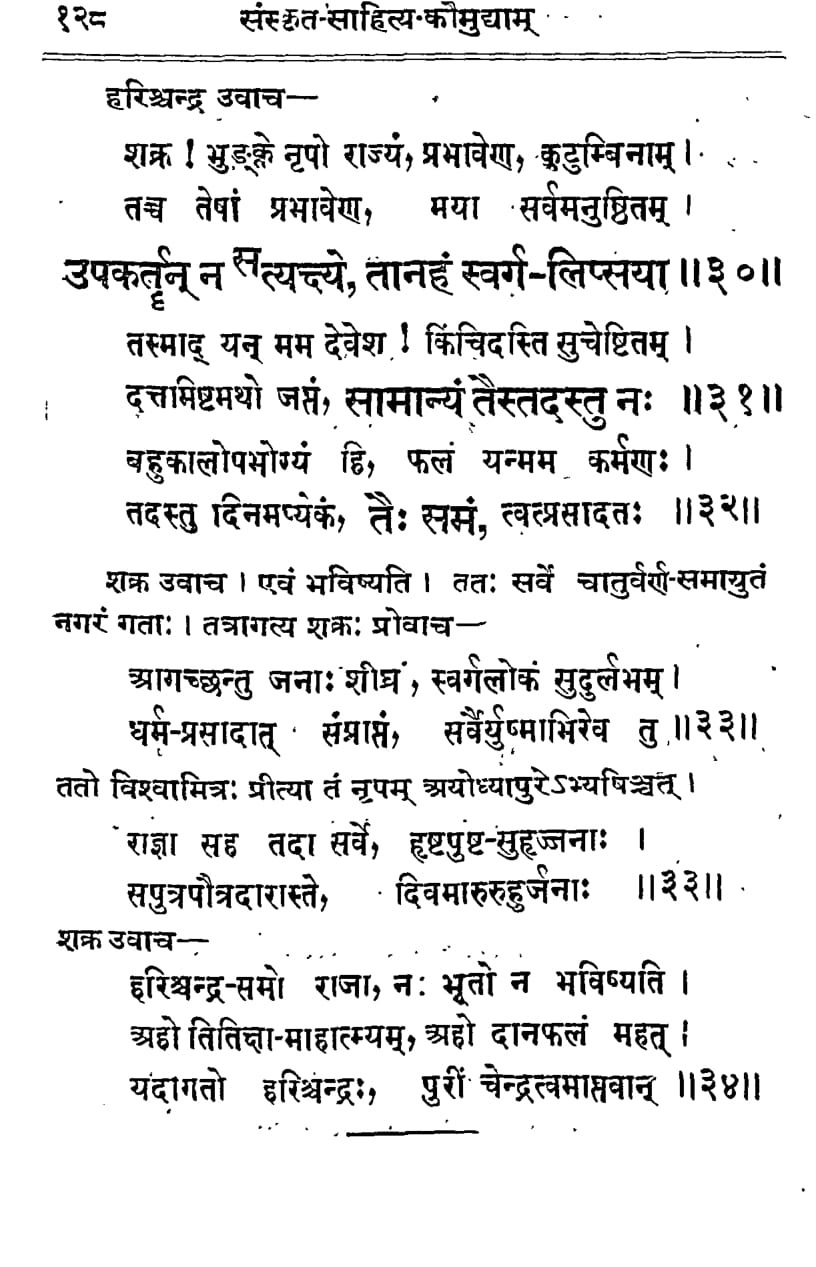 १२८ संस्कृत-साहित्य-कौमुद्याम्
हरिश्चन्द्र उवाच—
शक्र ! भुङ्क्ते नृपो राज्यं, प्रभावेण, कुटुम्बिनाम् ।
तच्च तेषां प्रभावेण, मया सर्वमनुष्ठितम् ।
उपकर्तॄन् न सत्यक्ष्ये, तानहं स्वर्ग-लिप्सया ॥३०॥
तस्माद् यन् मम देवेश ! किंचिदस्ति सुचेष्टितम् ।
दत्तमिष्टमथो जप्तं, सामान्यं तैस्तदस्तु नः ॥३१॥
बहुकालोपभोग्यं हि, फलं यन्मम कर्मणः ।
तदस्तु दिनमप्येकं, तैः समं, त्वत्प्रसादतः ॥३२॥
शक्र उवाच । एवं भविष्यति । ततः सर्वे चातुर्वर्ण-समायुतं
नगरं गताः । तत्रागत्य शक्रः प्रोवाच—
आगच्छन्तु जनाः शीघ्रं, स्वर्गलोकं सुदुर्लभम् ।
धर्म-प्रसादात् संप्राप्तं, सर्वैर्युष्माभिरेव तु ॥३३॥
ततो विश्वामित्रः प्रीत्या तं नृपम् अयोध्यापुरेऽभ्यषिञ्चत् ।
राज्ञा सह तदा सर्वे, हृष्टपुष्ट-सुहृज्जनाः ।
सपुत्रपौत्रदारास्ते, दिवमारुरुहुर्जनाः ॥३३॥
शक्र उवाच—
हरिश्चन्द्र-समो राजा, नः भूतो न भविष्यति ।
अहो तितिक्षा-माहात्म्यम्, अहो दानफलं महत् ।
यदागतो हरिश्चन्द्रः, पुरीं चेन्द्रत्वमाप्तवान् ॥३४॥